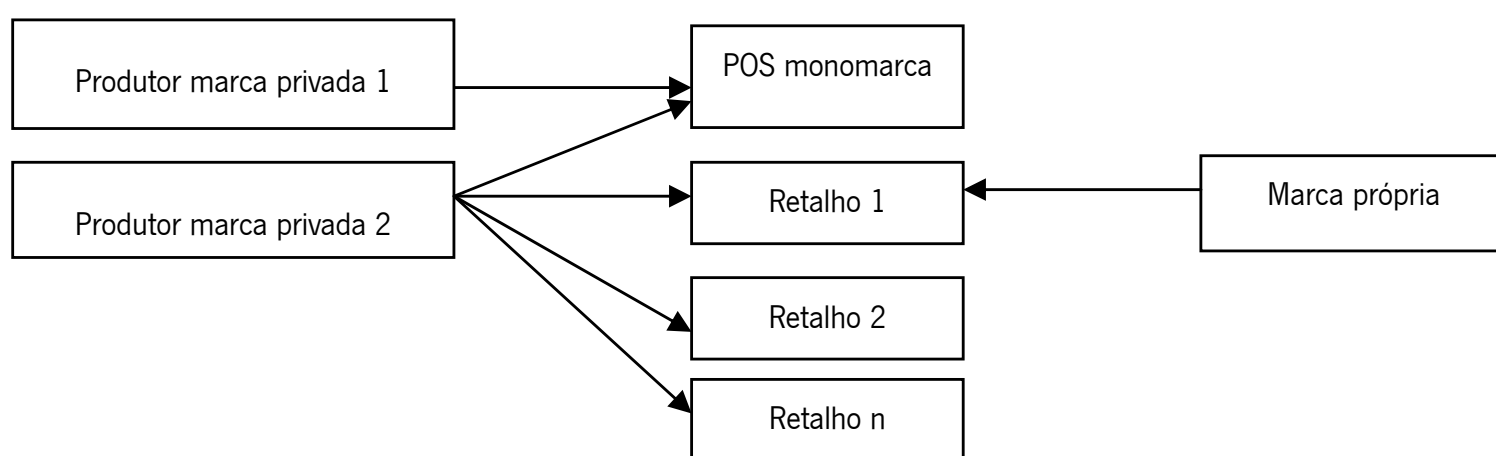 Produtor marca privada 1
POS monomarca
Produtor marca privada 2
Retalho 1
Marca própria
Retalho 2
Retalho n